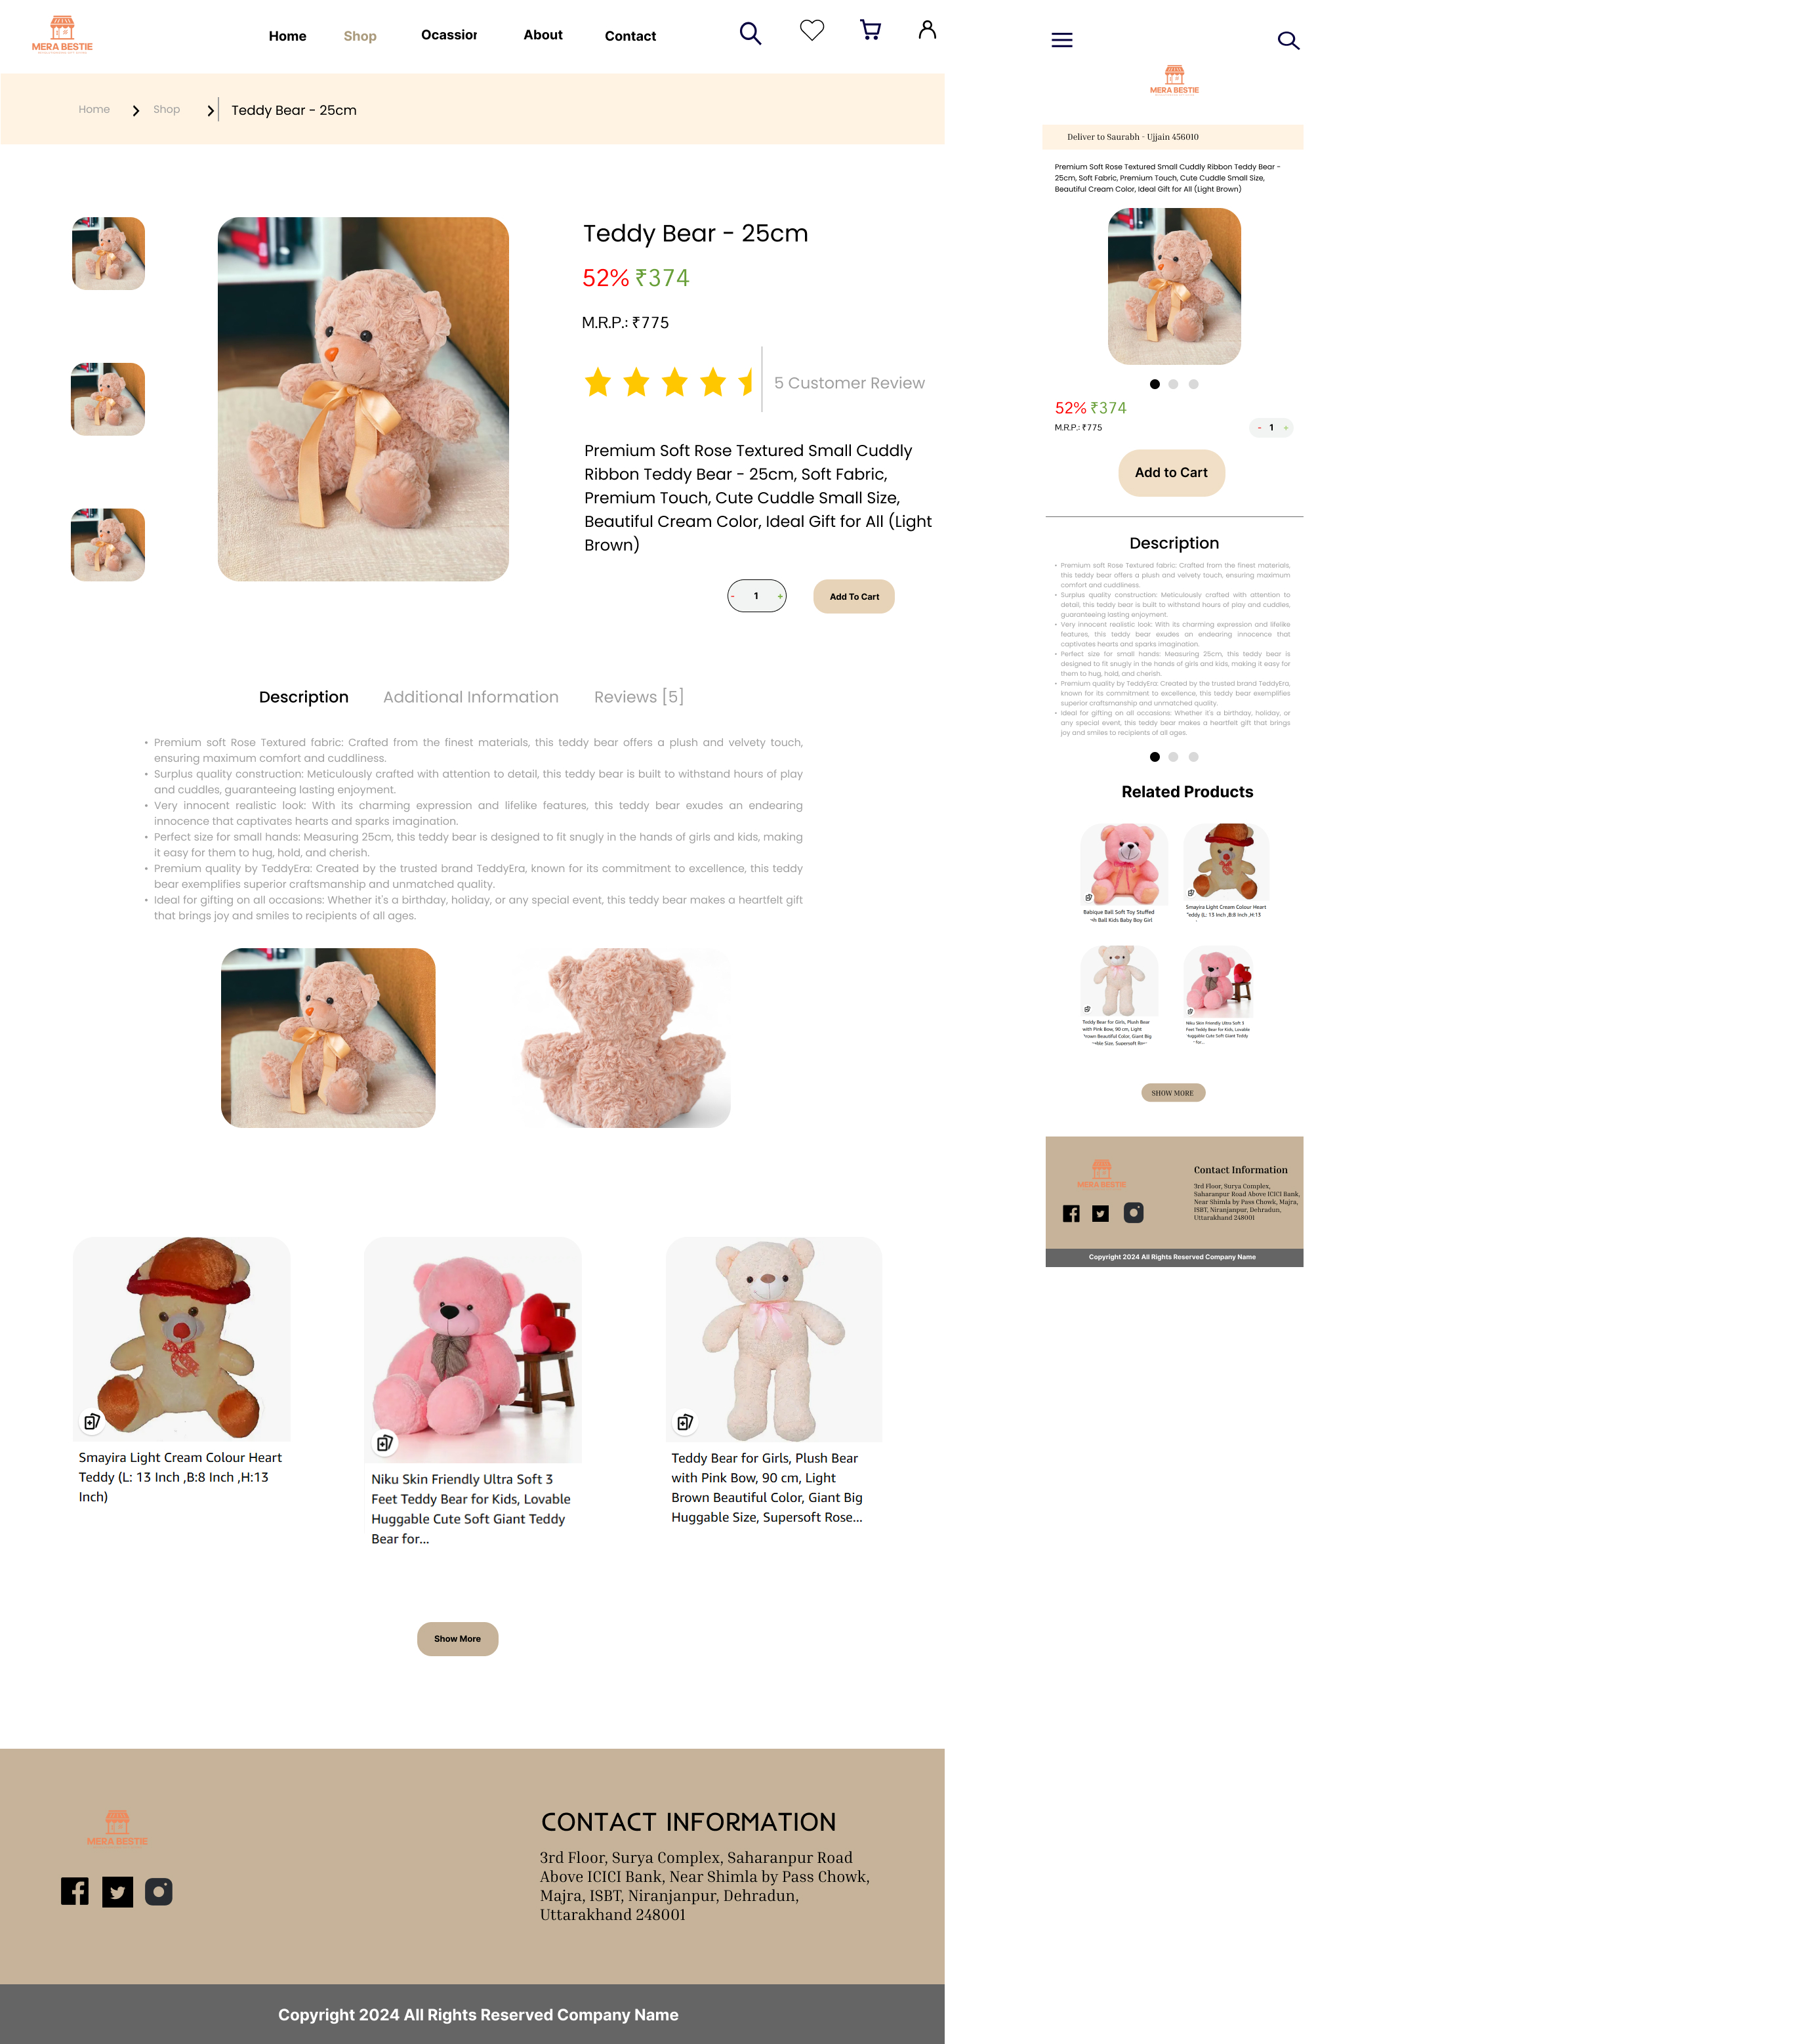 MERA BESTIE
Home
Shop
Ocassior
About
Contact
Home
Shop
Teddy Bear - 25cm
Teddy Bear - 25cm
52% ₹374
M.R.P.: ₹775
5 Customer Review
Premium Soft Rose Textured Small Cuddly
Ribbon Teddy Bear - 25cm, Soft Fabric,
Premium Touch, Cute Cuddle Small Size,
Beautiful Cream Color, Ideal Gift for All (Light
Brown)
- 1 +
Add To Cart
Description
Additional Information
Reviews [5]
• Premium soft Rose Textured fabric: Crafted from the finest materials, this teddy bear offers a plush and velvety touch,
ensuring maximum comfort and cuddliness.
• Surplus quality construction: Meticulously crafted with attention to detail, this teddy bear is built to withstand hours of play
and cuddles, guaranteeing lasting enjoyment.
• Very innocent realistic look: With its charming expression and lifelike features, this teddy bear exudes an endearing
innocence that captivates hearts and sparks imagination.
• Perfect size for small hands: Measuring 25cm, this teddy bear is designed to fit snugly in the hands of girls and kids, making
it easy for them to hug, hold, and cherish.
• Premium quality by TeddyEra: Created by the trusted brand TeddyEra, known for its commitment to excellence, this teddy
bear exemplifies superior craftsmanship and unmatched quality.
• Ideal for gifting on all occasions: Whether it's a birthday, holiday, or any special event, this teddy bear makes a heartfelt gift
that brings joy and smiles to recipients of all ages.
Smayira Light Cream Colour Heart
Teddy (L: 13 Inch ,B:8 Inch ,H:13
Inch)
Niku Skin Friendly Ultra Soft 3
Feet Teddy Bear for Kids, Lovable
Huggable Cute Soft Giant Teddy
Bear for...
Teddy Bear for Girls, Plush Bear
with Pink Bow, 90 cm, Light
Brown Beautiful Color, Giant Big
Huggable Size, Supersoft Rose...
Show More
MERA BESTIE
CONTACT INFORMATION
3rd Floor, Surya Complex, Saharanpur Road
Above ICICI Bank, Near Shimla by Pass Chowk,
Majra, ISBT, Niranjanpur, Dehradun,
Uttarakhand 248001
Copyright 2024 All Rights Reserved Company Name
MERA BESTIE
Deliver to Saurabh - Ujjain 456010
Premium Soft Rose Textured Small Cuddly Ribbon Teddy Bear -
25cm, Soft Fabric, Premium Touch, Cute Cuddle Small Size,
Beautiful Cream Color, Ideal Gift for All (Light Brown)
52% ₹374
M.R.P.: ₹775
- 1 +
Add to Cart
Description
• Premium soft Rose Textured fabric: Crafted from the finest materials,
this teddy bear offers a plush and velvety touch, ensuring maximum
comfort and cuddliness.
• Surplus quality construction: Meticulously crafted with attention to
detail, this teddy bear is built to withstand hours of play and cuddles,
guaranteeing lasting enjoyment.
• Very innocent realistic look: With its charming expression and lifelike
features, this teddy bear exudes an endearing innocence that
captivates hearts and sparks imagination.
• Perfect size for small hands: Measuring 25cm, this teddy bear is
designed to fit snugly in the hands of girls and kids, making it easy for
them to hug, hold, and cherish.
• Premium quality by TeddyEra: Created by the trusted brand TeddyEra,
known for its commitment to excellence, this teddy bear exemplifies
superior craftsmanship and unmatched quality.
• Ideal for gifting on all occasions: Whether it's a birthday, holiday, or
any special event, this teddy bear makes a heartfelt gift that brings
joy and smiles to recipients of all ages.
Related Products
Babique Ball Soft Toy Stuffed
Ball Kids Baby Boy Girl
Smayira Light Cream Colour Heart
Teddy (L: 13 Inch ,B:8 Inch ,H:13
Teddy Bear for Girls, Plush Bear
with Pink Bow, 90 cm, Light
Brown Beautiful Color, Giant Big
Size, Supersoft
Niku Skin Friendly Ultra Soft 3
Feet Teddy Bear for Kids, Lovable
Huggable Cute Soft Giant Teddy
for...
SHOW MORE
MERA BESTIE
Contact Information
3rd Floor, Surya Complex,
Saharanpur Road Above ICICI Bank,
Near Shimla by Pass Chowk, Majra,
ISBT, Niranjanpur, Dehradun,
Uttarakhand 248001
Copyright 2024 All Rights Reserved Company Name